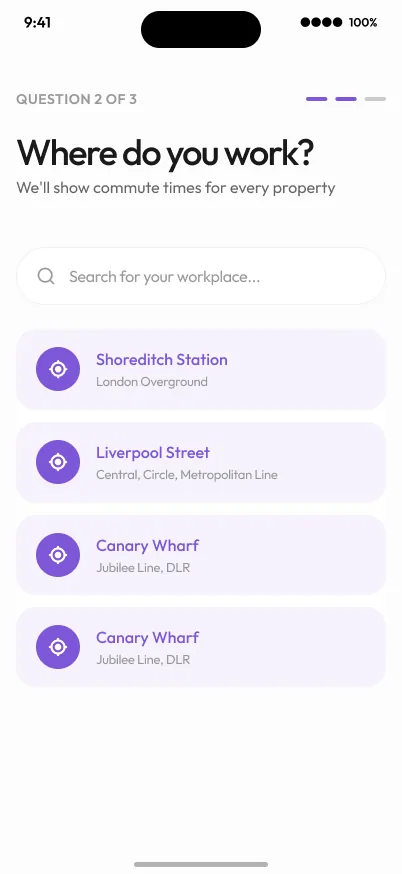 9:41
100%
QUESTION 2 OF 3
Where do you work?
We'll show commute times for every property
Search for your workplace...
Shoreditch Station
London Overground
Liverpool Street
Central, Circle, Metropolitan Line
Canary Wharf
Jubilee Line, DLR
Canary Wharf
Jubilee Line, DLR